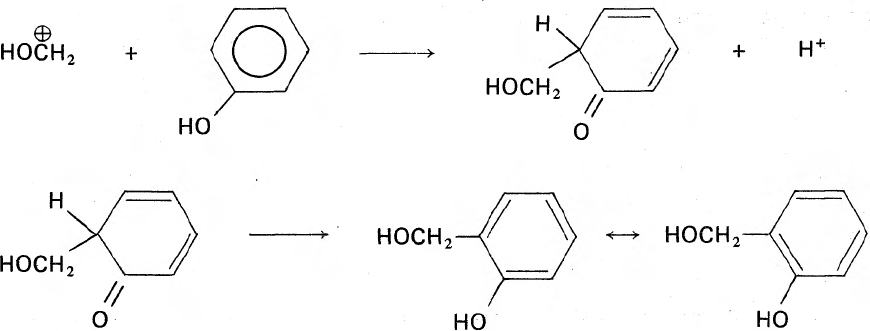 HOCH₂⊕ + HO ⟶ H HOCH₂ O + H⁺
H HOCH₂ O ⟶ HOCH₂ HO ↔ HOCH₂ HO